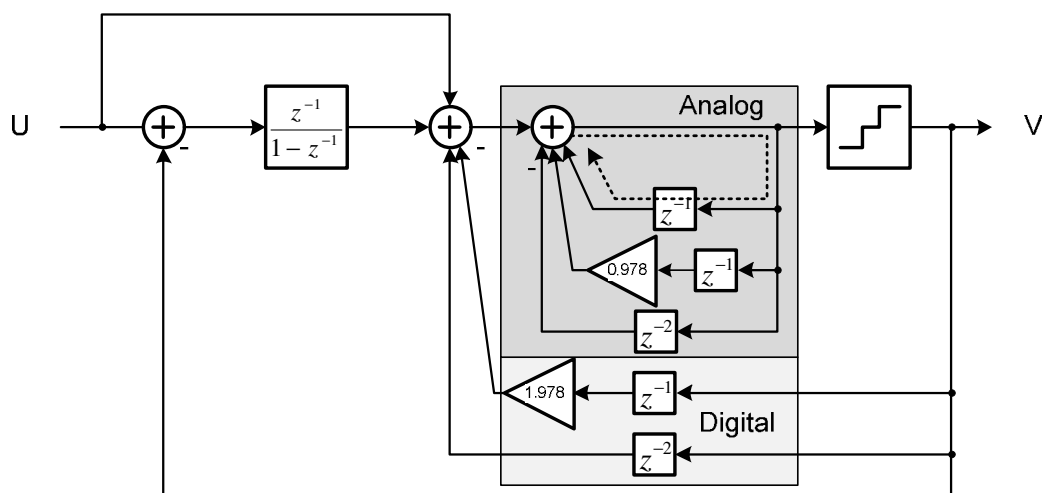 Analog
U
z⁻¹
1 − z⁻¹
V
-
-
-
z⁻¹
0.978
z⁻¹
z⁻²
1.978
z⁻¹
Digital
z⁻²